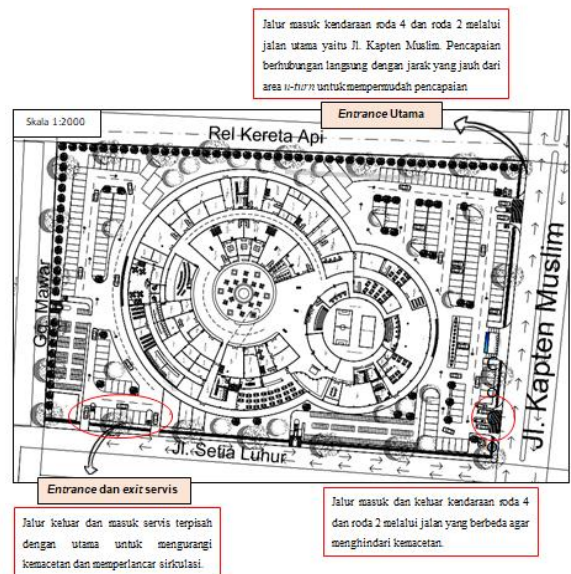 Jalur masuk kendaraan roda 4 dan roda 2 melalui
jalan utama yaitu Jl. Kapten Muslim. Pencapaian
berhubungan langsung dengan jarak yang jauh dari
area u-turn untuk mempermudah pencapaian
Entrance Utama
Skala 1:2000
Rel Kereta Api
Gg. Mawar
Jl. Kapten Muslim
Jl. Setia Luhur
Entrance dan exit servis
Jalur keluar dan masuk servis terpisah
dengan utama untuk mengurangi
kemacetan dan memperlancar sirkulasi.
Jalur masuk dan keluar kendaraan roda 4
dan roda 2 melalui jalan yang berbeda agar
menghindari kemacetan.